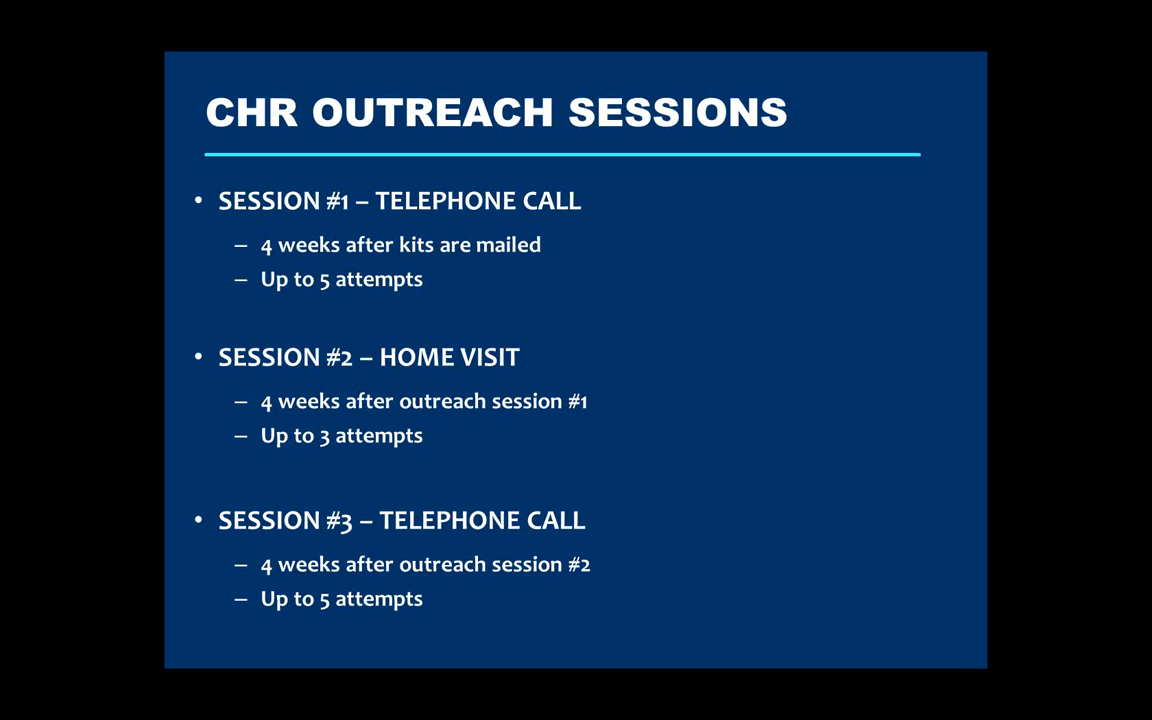 CHR OUTREACH SESSIONS
• SESSION #1 – TELEPHONE CALL
– 4 weeks after kits are mailed
– Up to 5 attempts
• SESSION #2 – HOME VISIT
– 4 weeks after outreach session #1
– Up to 3 attempts
• SESSION #3 – TELEPHONE CALL
– 4 weeks after outreach session #2
– Up to 5 attempts